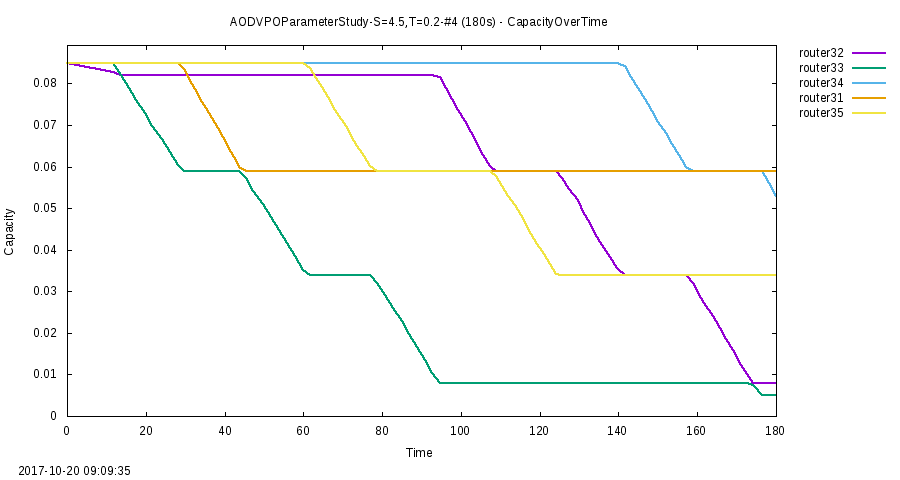 AODVPOParameterStudy-S=4.5,T=0.2-#4 (180s) - CapacityOverTime
router32
router33
router34
router31
router35
0.08
0.07
0.06
0.05
0.04
0.03
0.02
0.01
0
Capacity
0 20 40 60 80 100 120 140 160 180
Time
2017-10-20 09:09:35